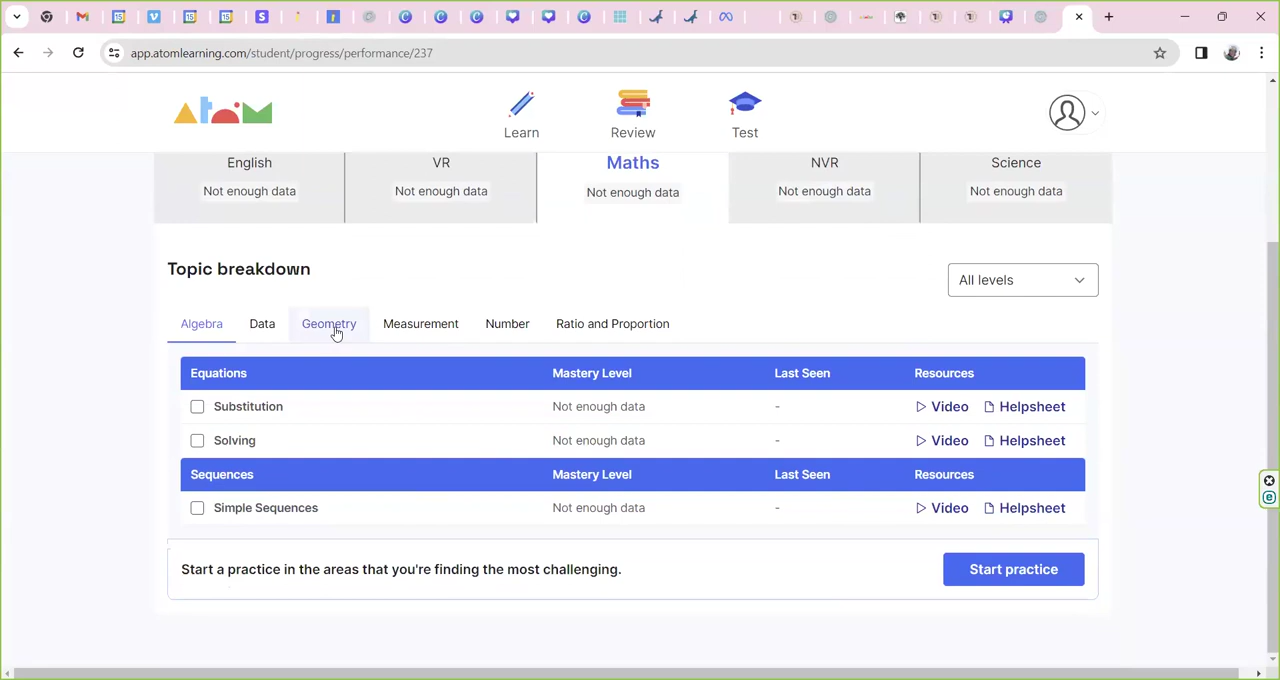 app.atomlearning.com/student/progress/performance/237
atom
Learn
Review
Test
English
VR
Maths
NVR
Science
Not enough data
Not enough data
Not enough data
Not enough data
Not enough data
Topic breakdown
All levels
Algebra Data Geometry Measurement Number Ratio and Proportion
Equations Mastery Level Last Seen Resources
Substitution Not enough data - Video Helpsheet
Solving Not enough data - Video Helpsheet
Sequences Mastery Level Last Seen Resources
Simple Sequences Not enough data - Video Helpsheet
Start a practice in the areas that you're finding the most challenging.
Start practice